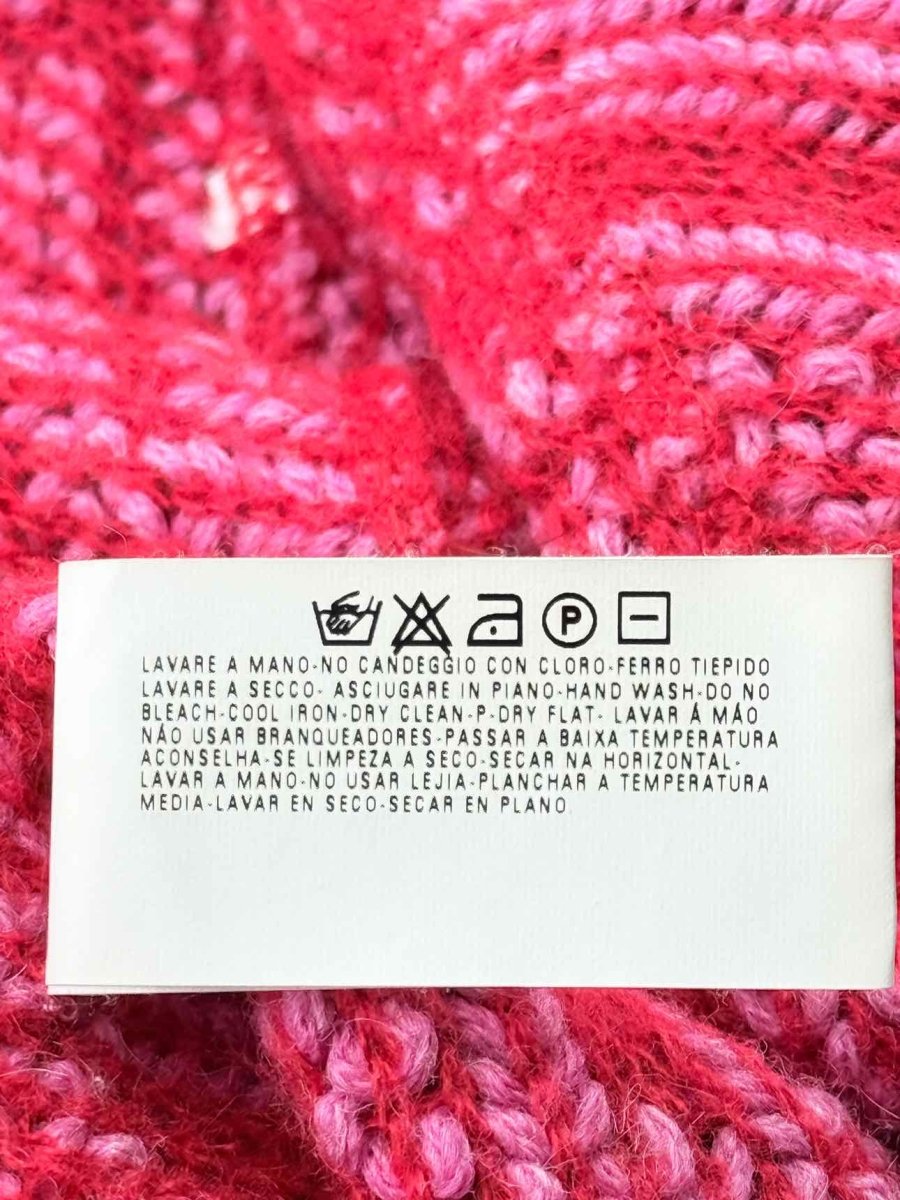 P
LAVARE A MANO-NO CANDEGGIO CON CLORO-FERRO TIEPIDO
LAVARE A SECCO- ASCIUGARE IN PIANO-HAND WASH-DO NO
BLEACH-COOL IRON-DRY CLEAN-P-DRY FLAT- LAVAR Á MÁO
NÃO USAR BRANQUEADORES-PASSAR A BAIXA TEMPERATURA
ACONSELHA-SE LIMPEZA A SECO-SECAR NA HORIZONTAL-
LAVAR A MANO-NO USAR LEJIA-PLANCHAR A TEMPERATURA
MEDIA-LAVAR EN SECO-SECAR EN PLANO